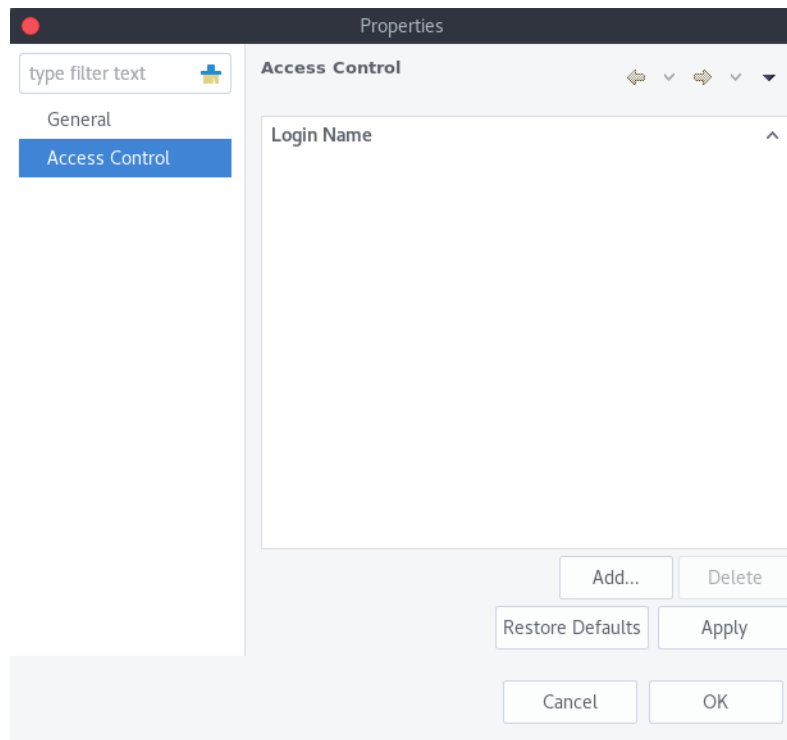 Properties
type filter text
General
Access Control
Access Control
Login Name
Add...
Delete
Restore Defaults
Apply
Cancel
OK